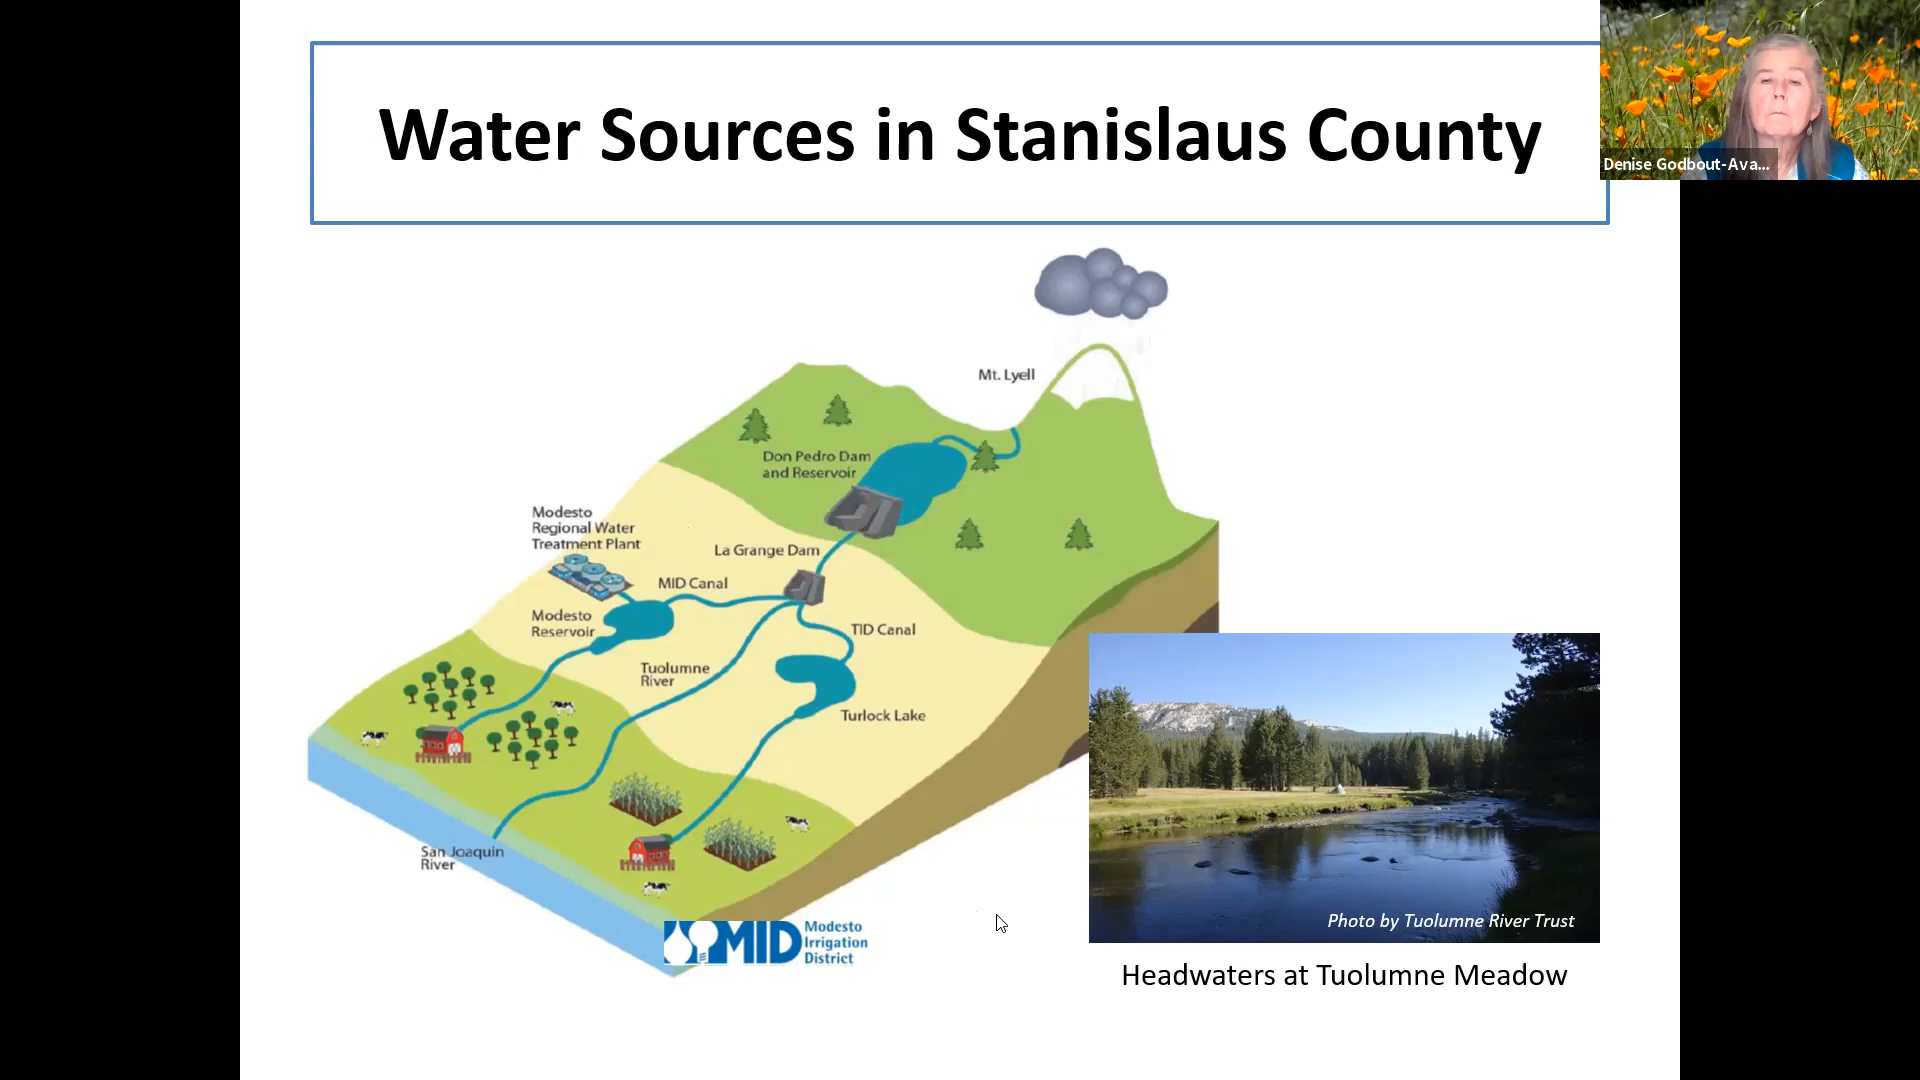 Water Sources in Stanislaus County
Denise Godbout-Ava...
Mt. Lyell
Don Pedro Dam
and Reservoir
Modesto
Regional Water
Treatment Plant
La Grange Dam
MID Canal
Modesto
Reservoir
TID Canal
Tuolumne
River
Turlock Lake
San Joaquin
River
MID
Modesto
Irrigation
District
Photo by Tuolumne River Trust
Headwaters at Tuolumne Meadow